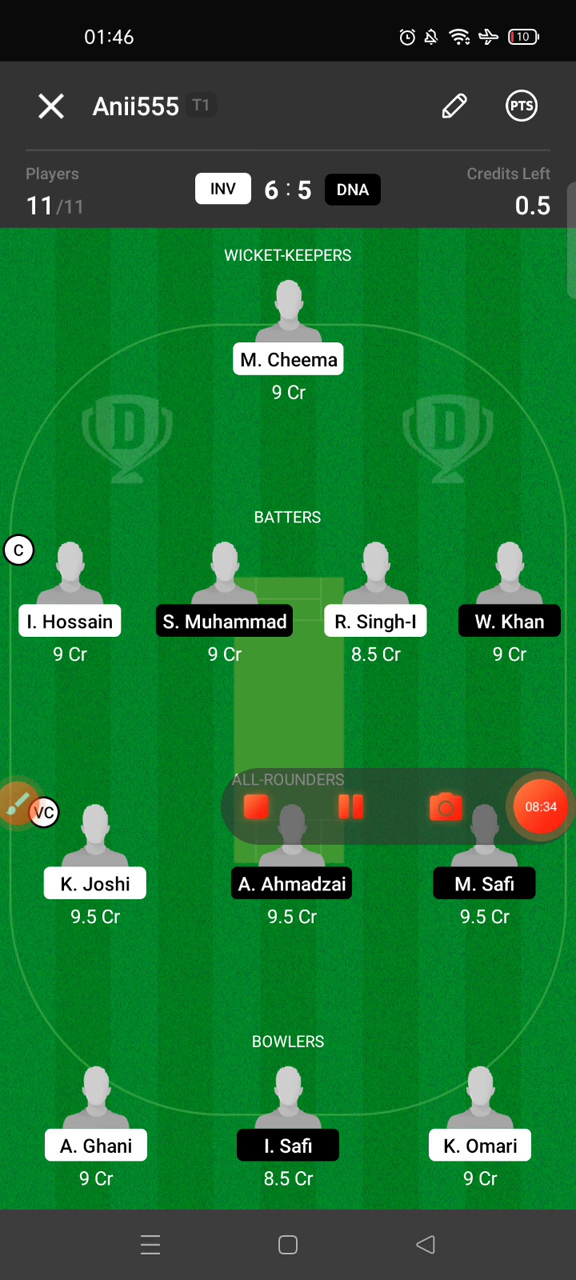 01:46
10
Anii555 T1
PTS
Players
Credits Left
11/11
INV 6 : 5 DNA
0.5
WICKET-KEEPERS
M. Cheema
9 Cr
D D
BATTERS
C
I. Hossain S. Muhammad R. Singh-I W. Khan
9 Cr 9 Cr 8.5 Cr 9 Cr
ALL-ROUNDERS
VC
08:34
K. Joshi A. Ahmadzai M. Safi
9.5 Cr 9.5 Cr 9.5 Cr
BOWLERS
A. Ghani I. Safi K. Omari
9 Cr 8.5 Cr 9 Cr